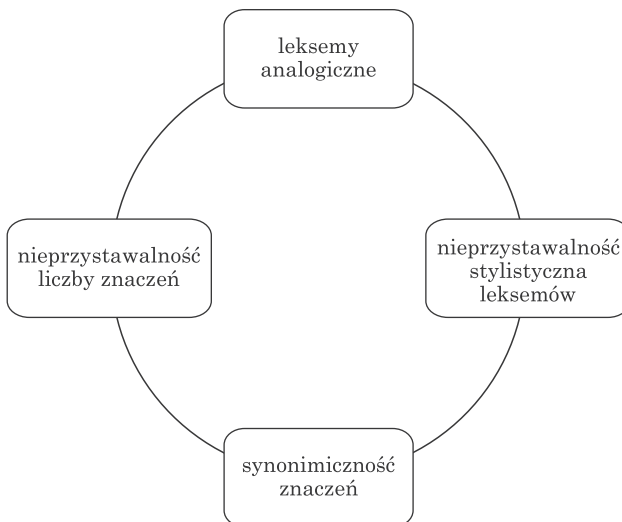 leksemy
analogiczne
nieprzystawalność
liczby znaczeń
nieprzystawalność
stylistyczna
leksemów
synonimiczność
znaczeń